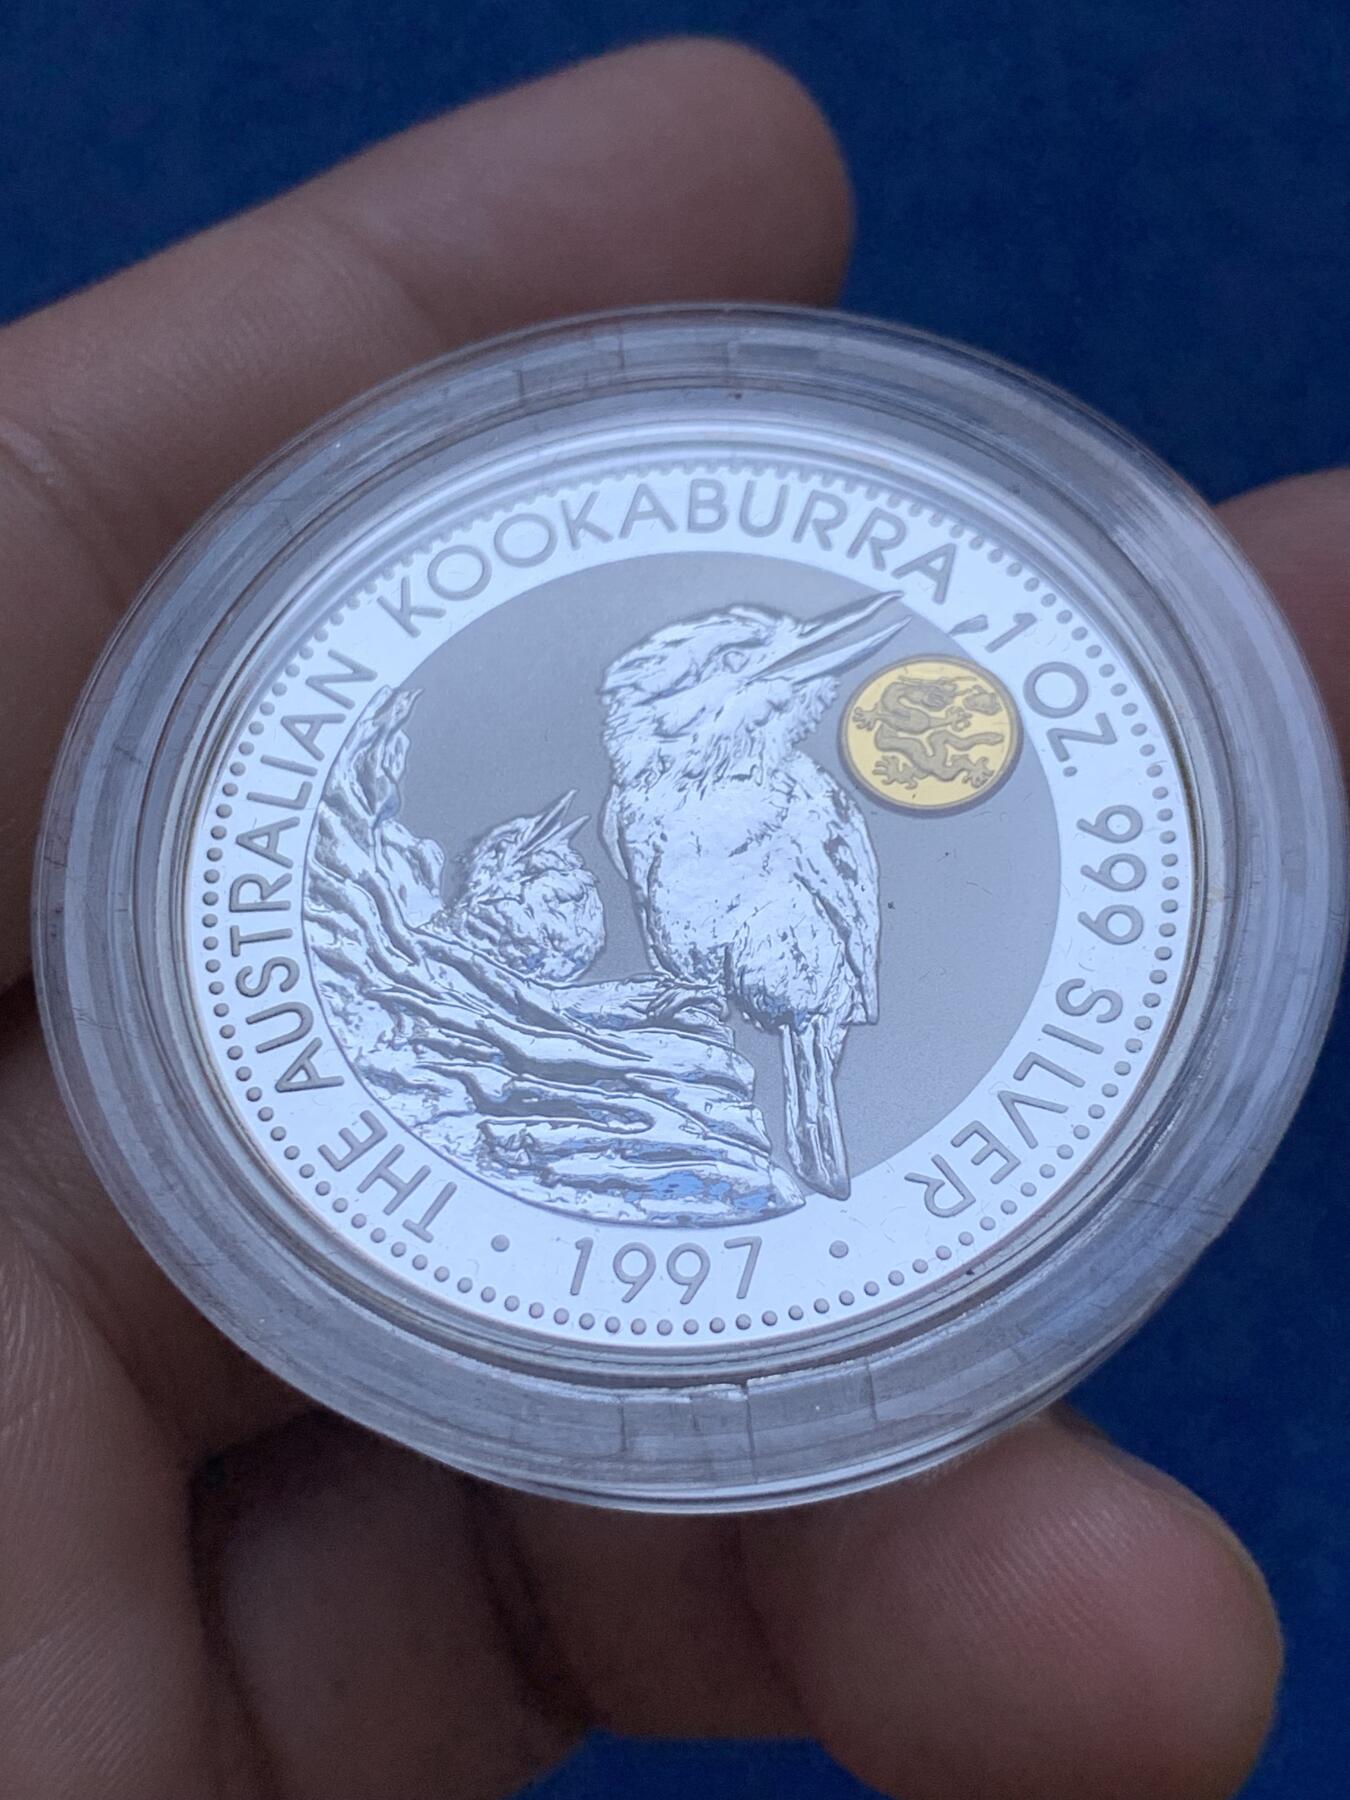 THE AUSTRALIAN KOOKABURRA, 1 OZ. 999 SILVER
• 1997 •